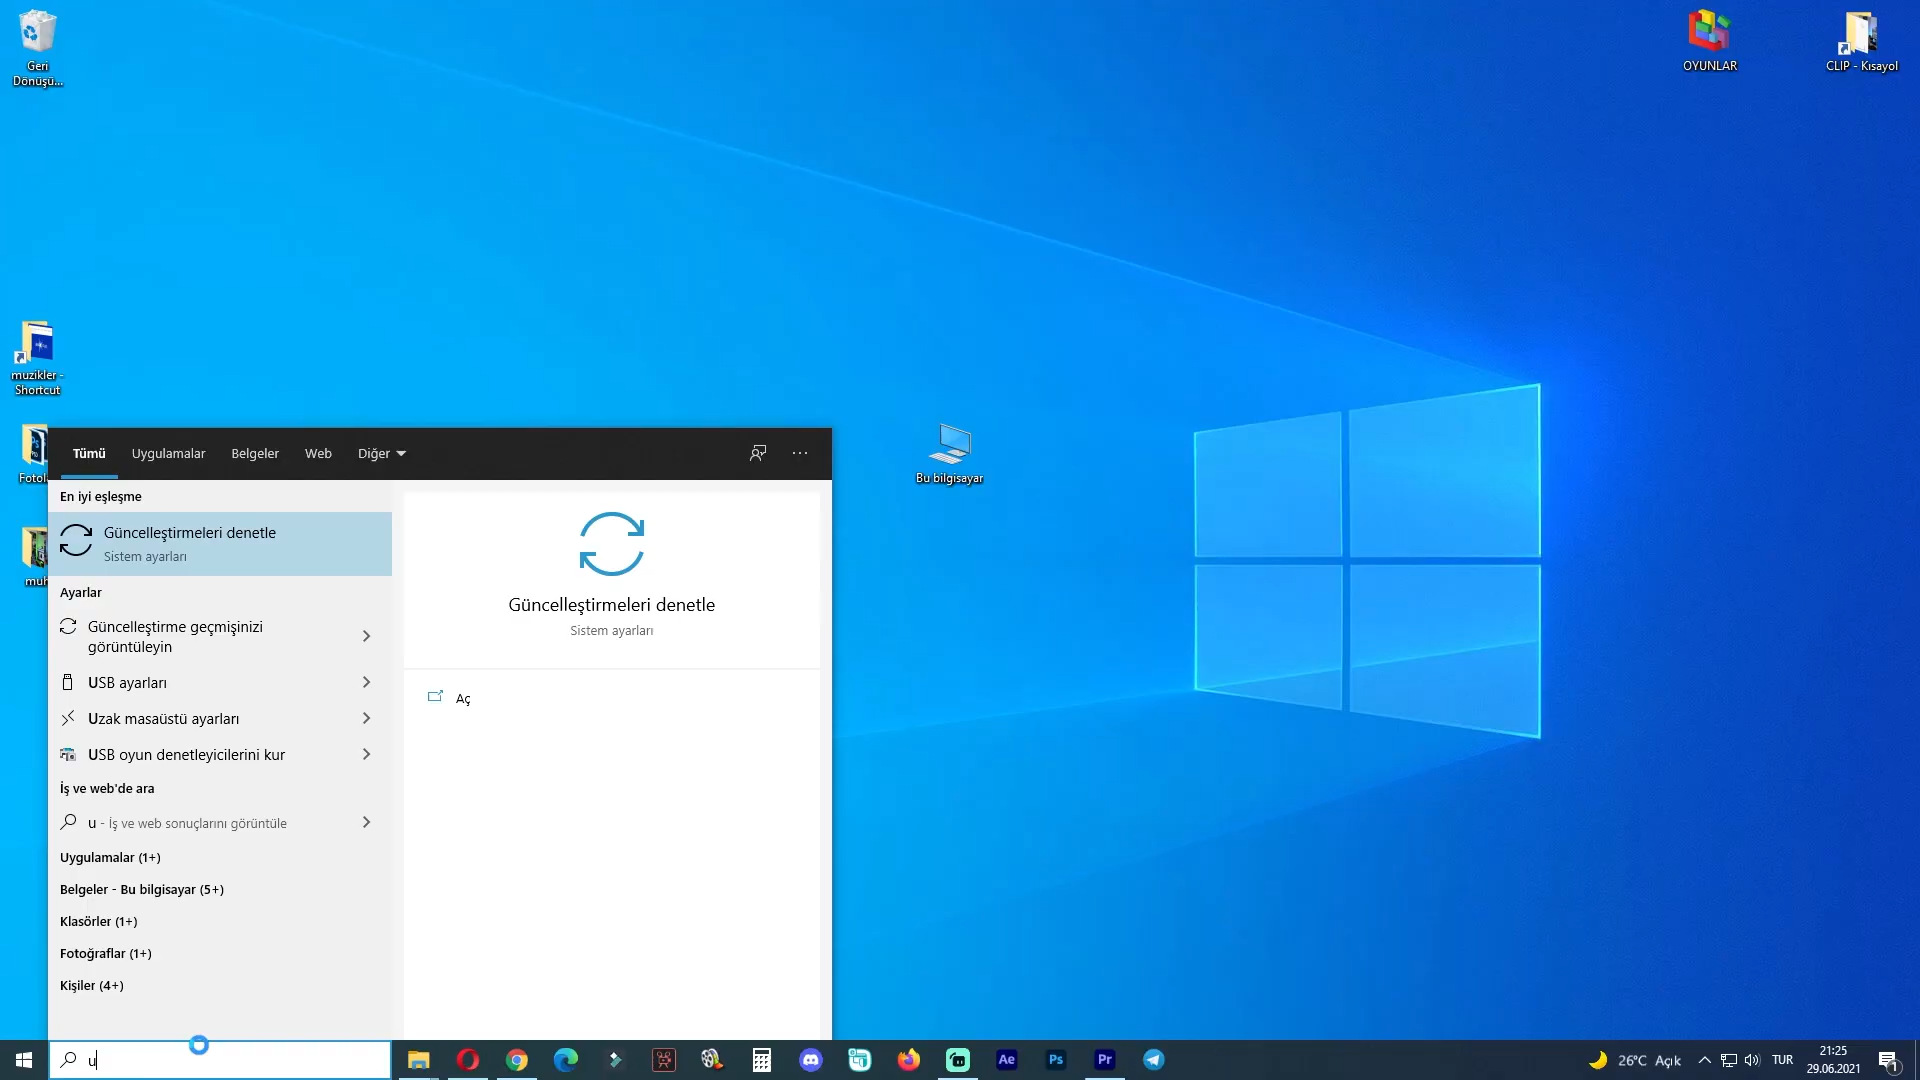 Geri
Dönüşü...
OYUNLAR
CLIP - Kısayol
muzikler -
Shortcut
Bu bilgisayar
Tümü
Uygulamalar
Belgeler
Web
Diğer
...
En iyi eşleşme
Güncelleştirmeleri denetle
Sistem ayarları
Ayarlar
Güncelleştirme geçmişinizi
görüntüleyin
USB ayarları
Uzak masaüstü ayarları
USB oyun denetleyicilerini kur
İş ve web'de ara
u - İş ve web sonuçlarını görüntüle
Uygulamalar (1+)
Belgeler - Bu bilgisayar (5+)
Klasörler (1+)
Fotoğraflar (1+)
Kişiler (4+)
Güncelleştirmeleri denetle
Sistem ayarları
Aç
u
Ae
Ps
Pr
26°C Açık
TUR
21:25
29.06.2021
1